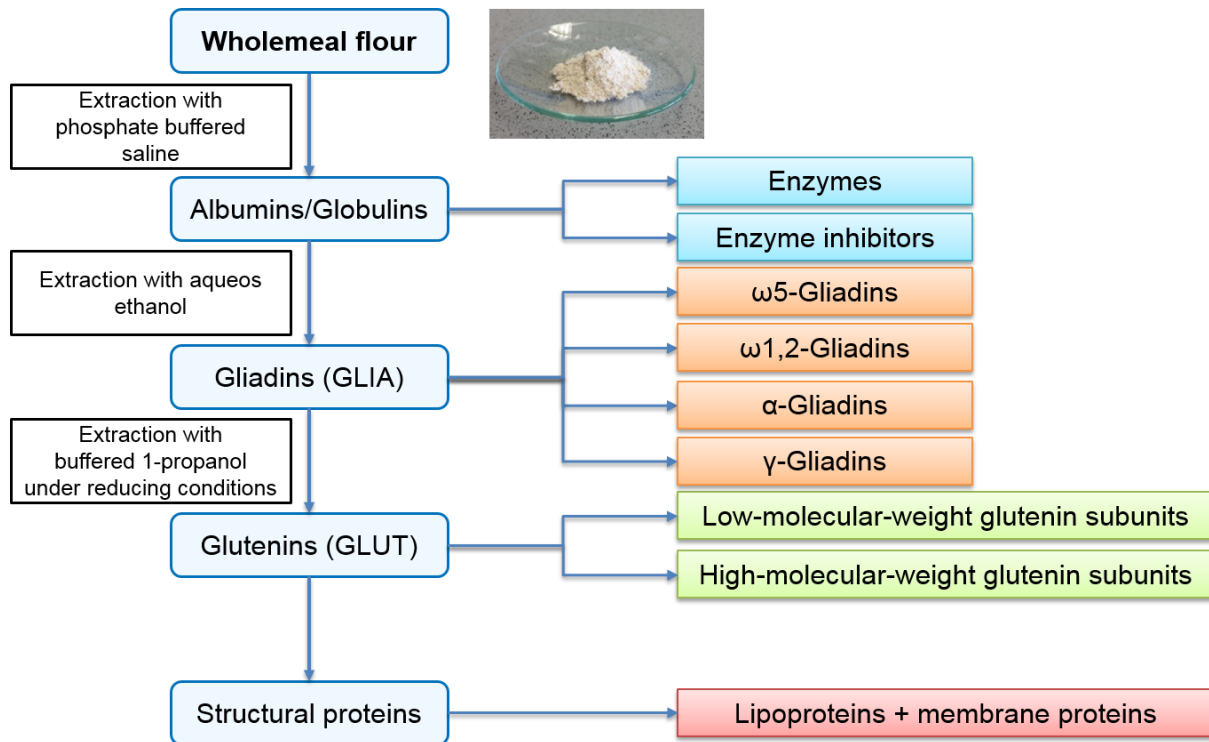 Wholemeal flour
Extraction with
phosphate buffered
saline
Albumins/Globulins
Enzymes
Enzyme inhibitors
Extraction with aqueos
ethanol
Gliadins (GLIA)
ω5-Gliadins
ω1,2-Gliadins
α-Gliadins
γ-Gliadins
Extraction with
buffered 1-propanol
under reducing conditions
Glutenins (GLUT)
Low-molecular-weight glutenin subunits
High-molecular-weight glutenin subunits
Structural proteins
Lipoproteins + membrane proteins